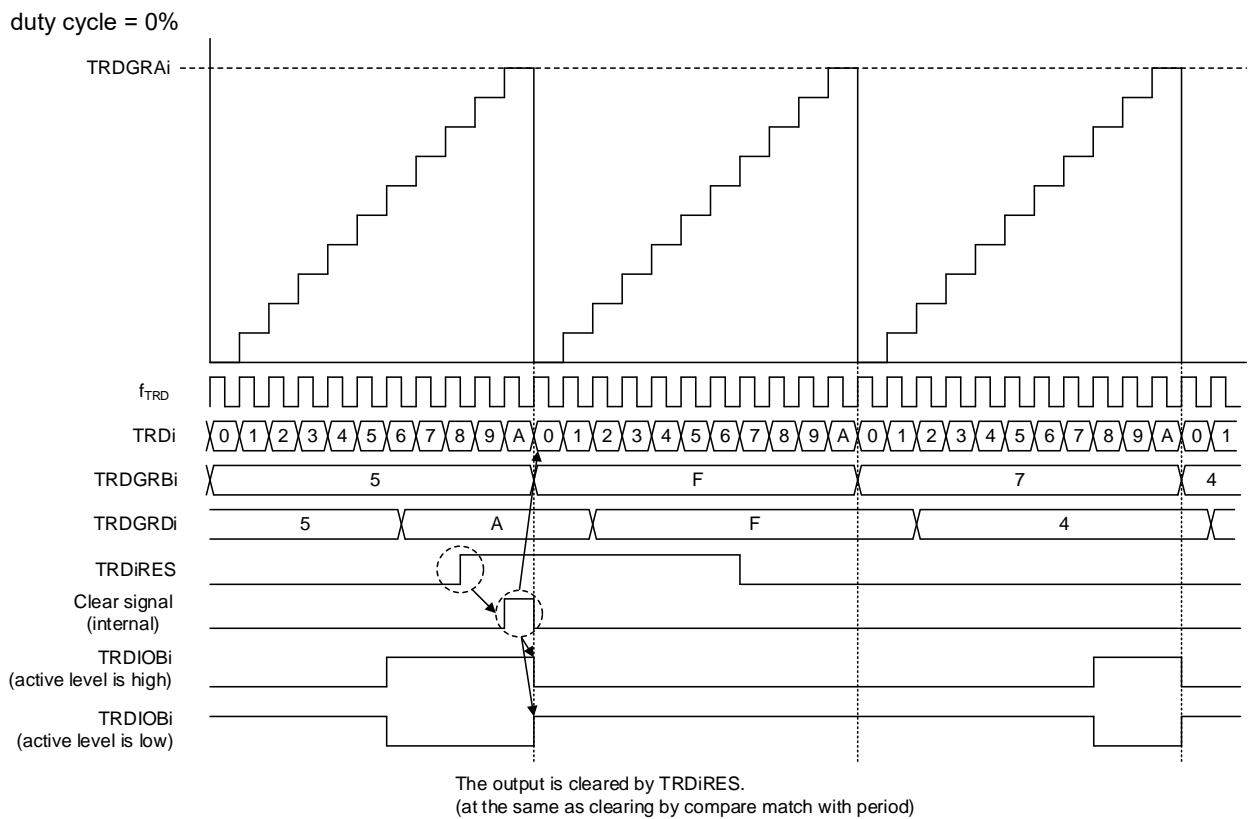 duty cycle = 0%
TRDGRAi
fTRD
TRDi 0 1 2 3 4 5 6 7 8 9 A 0 1 2 3 4 5 6 7 8 9 A 0 1 2 3 4 5 6 7 8 9 A 0 1
TRDGRBi 5 F 7 4
TRDGRDi 5 A F 4
TRDiRES
Clear signal
(internal)
TRDIOBi
(active level is high)
TRDIOBi
(active level is low)
The output is cleared by TRDiRES.
(at the same as clearing by compare match with period)